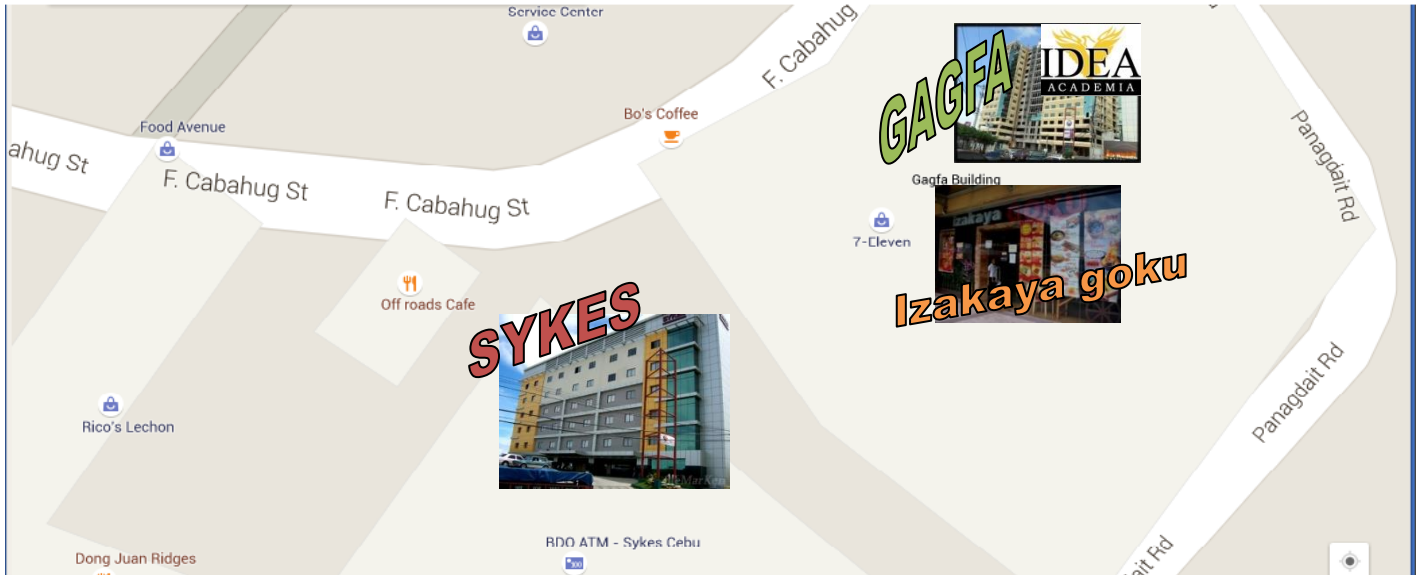 Service Center
F. Cabahug
GAGFA
IDEA
ACADEMIA
Bo's Coffee
Food Avenue
ahug St
F. Cabahug St
F. Cabahug St
Panagdait Rd
Gagfa Building
izakaya
7-Eleven
Izakaya goku
Off roads Cafe
SYKES
Panagdait Rd
Rico's Lechon
BDO ATM - Sykes Cebu
Dong Juan Ridges
ait Rd